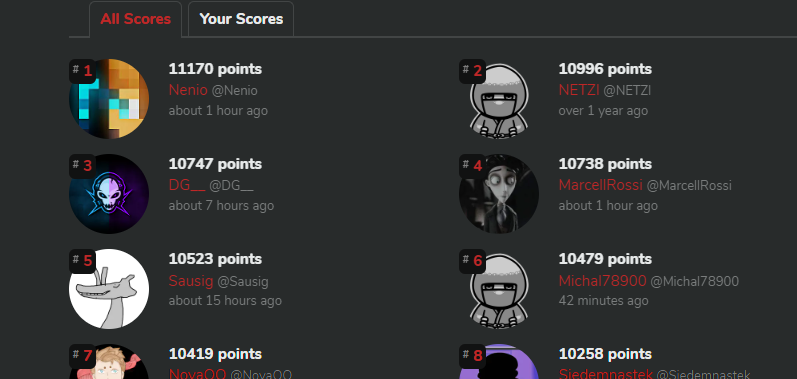 All Scores
Your Scores
# 1
11170 points
Nenio @Nenio
about 1 hour ago
# 2
10996 points
NETZI @NETZI
over 1 year ago
# 3
10747 points
DG__ @DG__
about 7 hours ago
# 4
10738 points
MarcellRossi @MarcellRossi
about 1 hour ago
# 5
10523 points
Sausig @Sausig
about 15 hours ago
# 6
10479 points
Michal78900 @Michal78900
42 minutes ago
# 7
10419 points
NovaOO @NovaOO
# 8
10258 points
Siedemnastek @Siedemnastek